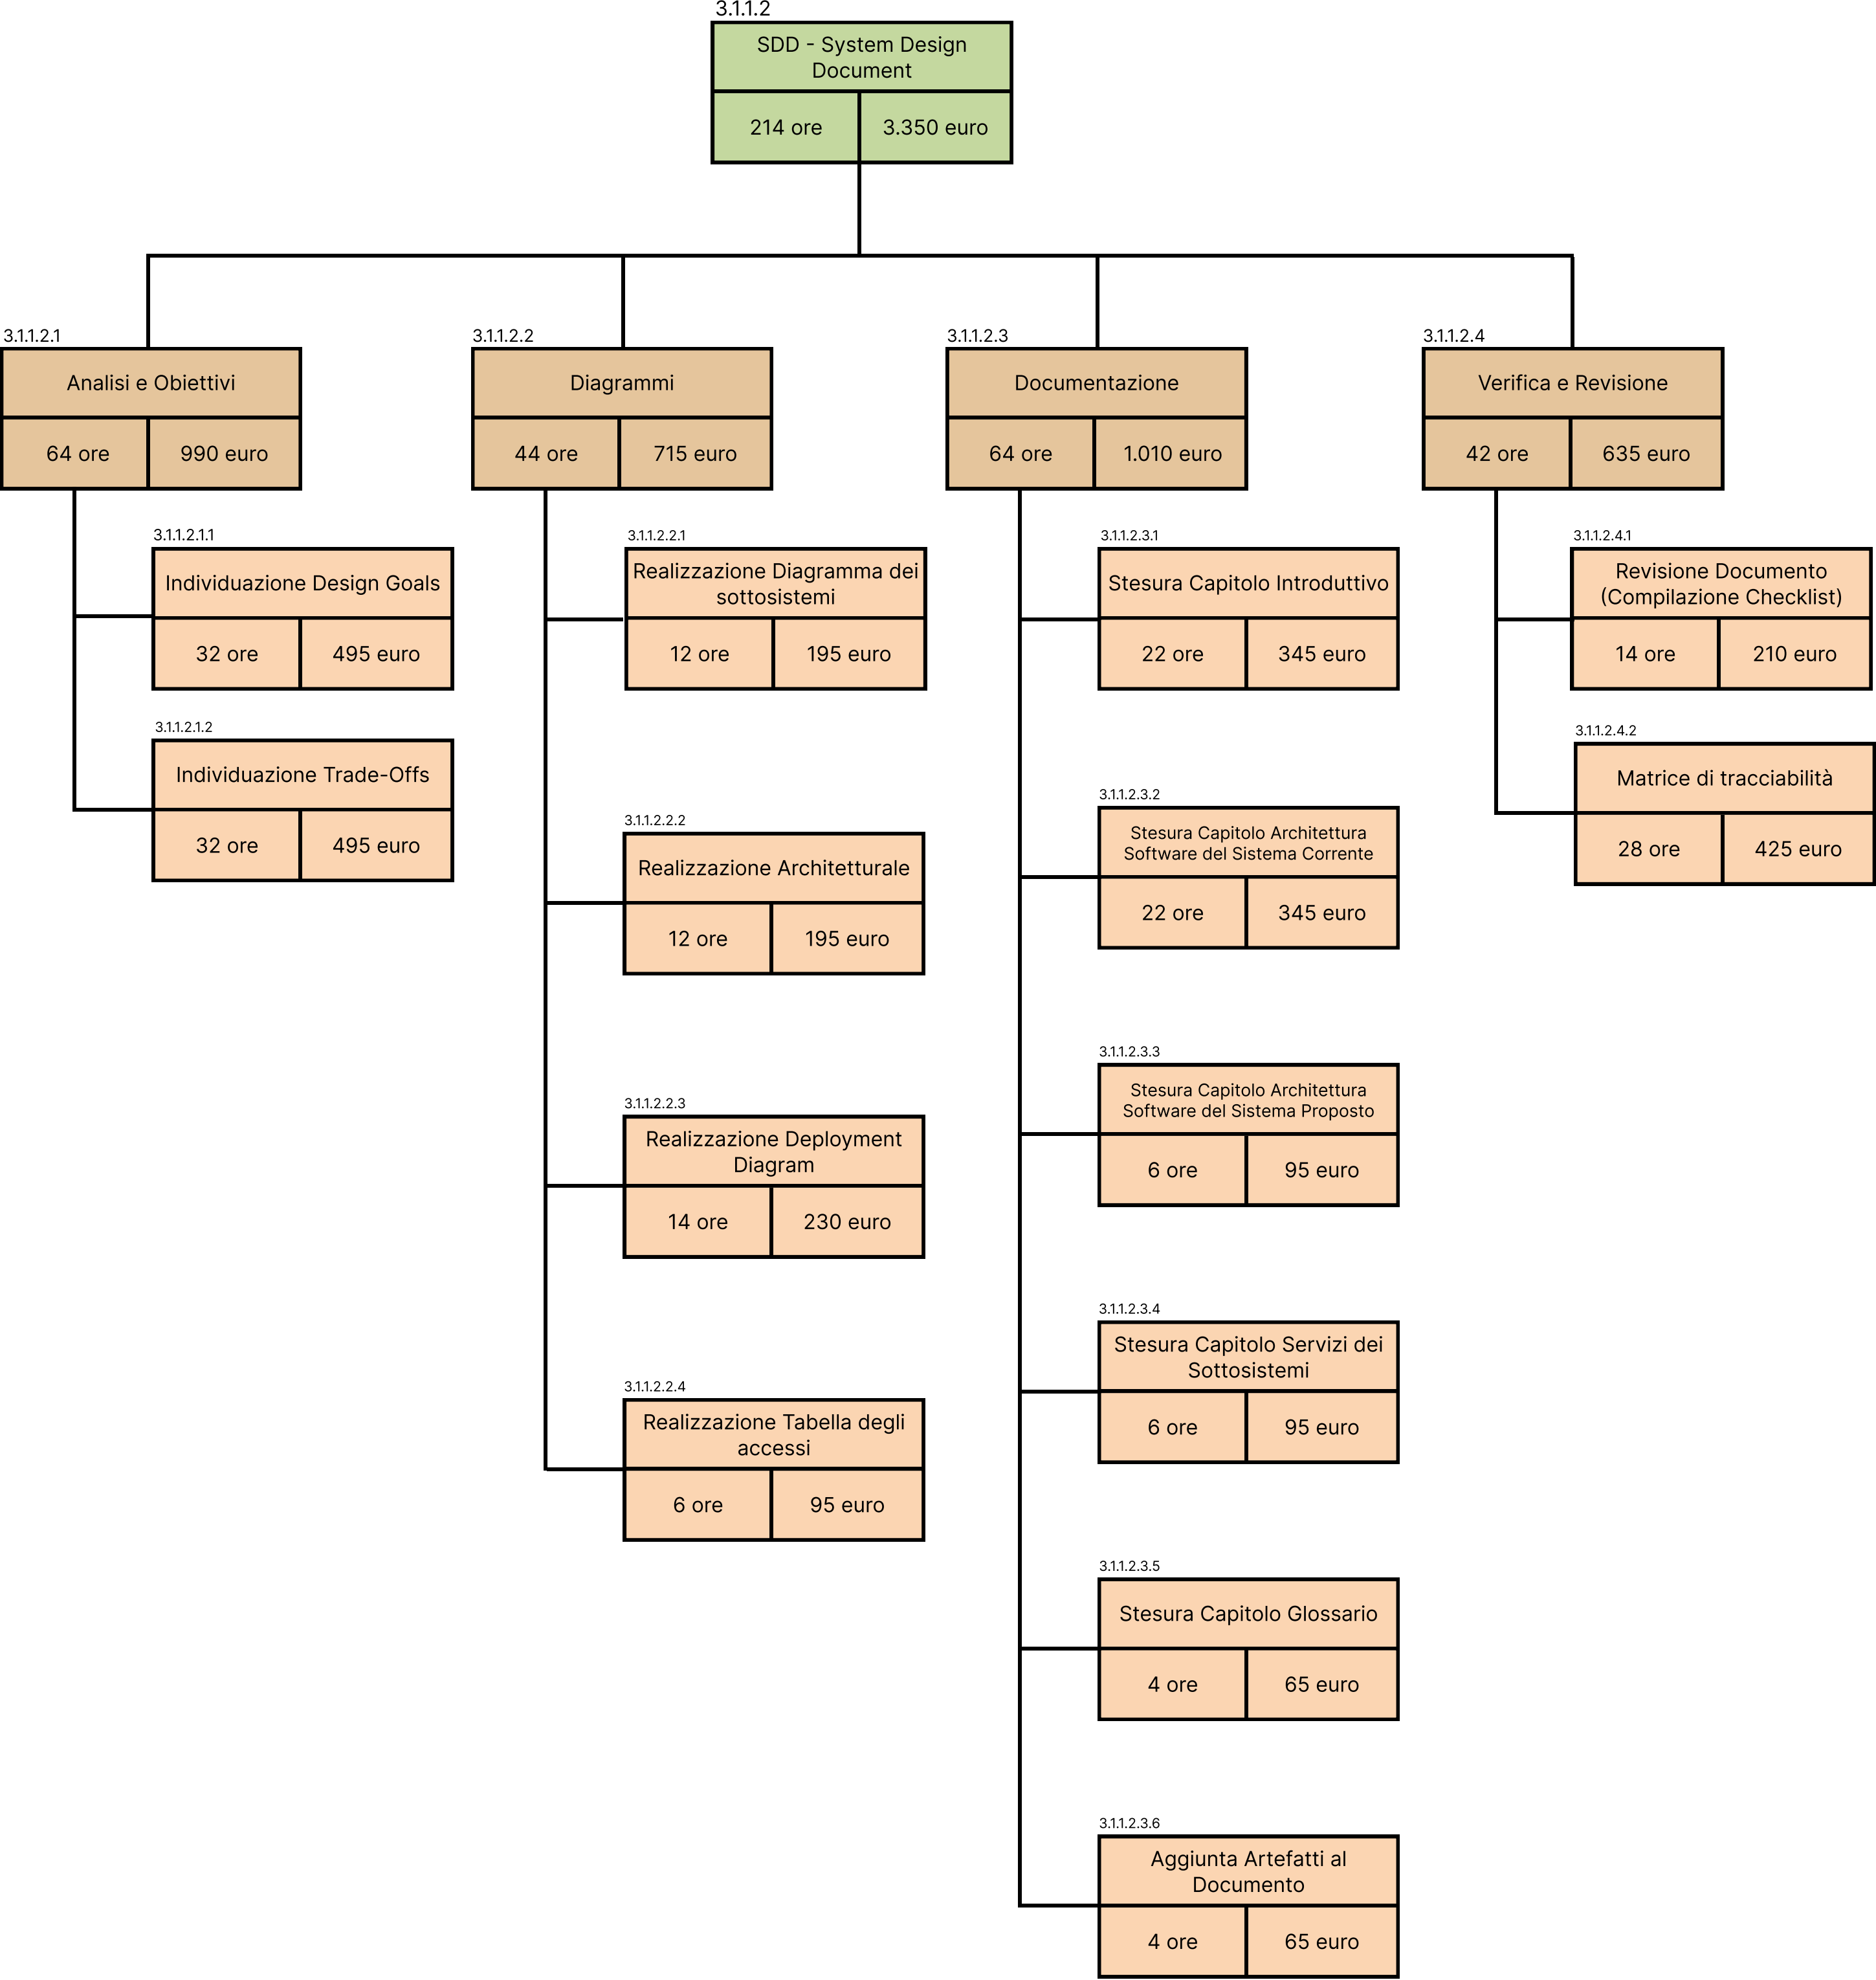 3.1.1.2
SDD - System Design
Document
214 ore
3.350 euro
3.1.1.2.1
Analisi e Obiettivi
64 ore
990 euro
3.1.1.2.1.1
Individuazione Design Goals
32 ore
495 euro
3.1.1.2.1.2
Individuazione Trade-Offs
32 ore
495 euro
3.1.1.2.2
Diagrammi
44 ore
715 euro
3.1.1.2.2.1
Realizzazione Diagramma dei
sottosistemi
12 ore
195 euro
3.1.1.2.2.2
Realizzazione Architetturale
12 ore
195 euro
3.1.1.2.2.3
Realizzazione Deployment
Diagram
14 ore
230 euro
3.1.1.2.2.4
Realizzazione Tabella degli
accessi
6 ore
95 euro
3.1.1.2.3
Documentazione
64 ore
1.010 euro
3.1.1.2.3.1
Stesura Capitolo Introduttivo
22 ore
345 euro
3.1.1.2.3.2
Stesura Capitolo Architettura
Software del Sistema Corrente
22 ore
345 euro
3.1.1.2.3.3
Stesura Capitolo Architettura
Software del Sistema Proposto
6 ore
95 euro
3.1.1.2.3.4
Stesura Capitolo Servizi dei
Sottosistemi
6 ore
95 euro
3.1.1.2.3.5
Stesura Capitolo Glossario
4 ore
65 euro
3.1.1.2.3.6
Aggiunta Artefatti al
Documento
4 ore
65 euro
3.1.1.2.4
Verifica e Revisione
42 ore
635 euro
3.1.1.2.4.1
Revisione Documento
(Compilazione Checklist)
14 ore
210 euro
3.1.1.2.4.2
Matrice di tracciabilità
28 ore
425 euro